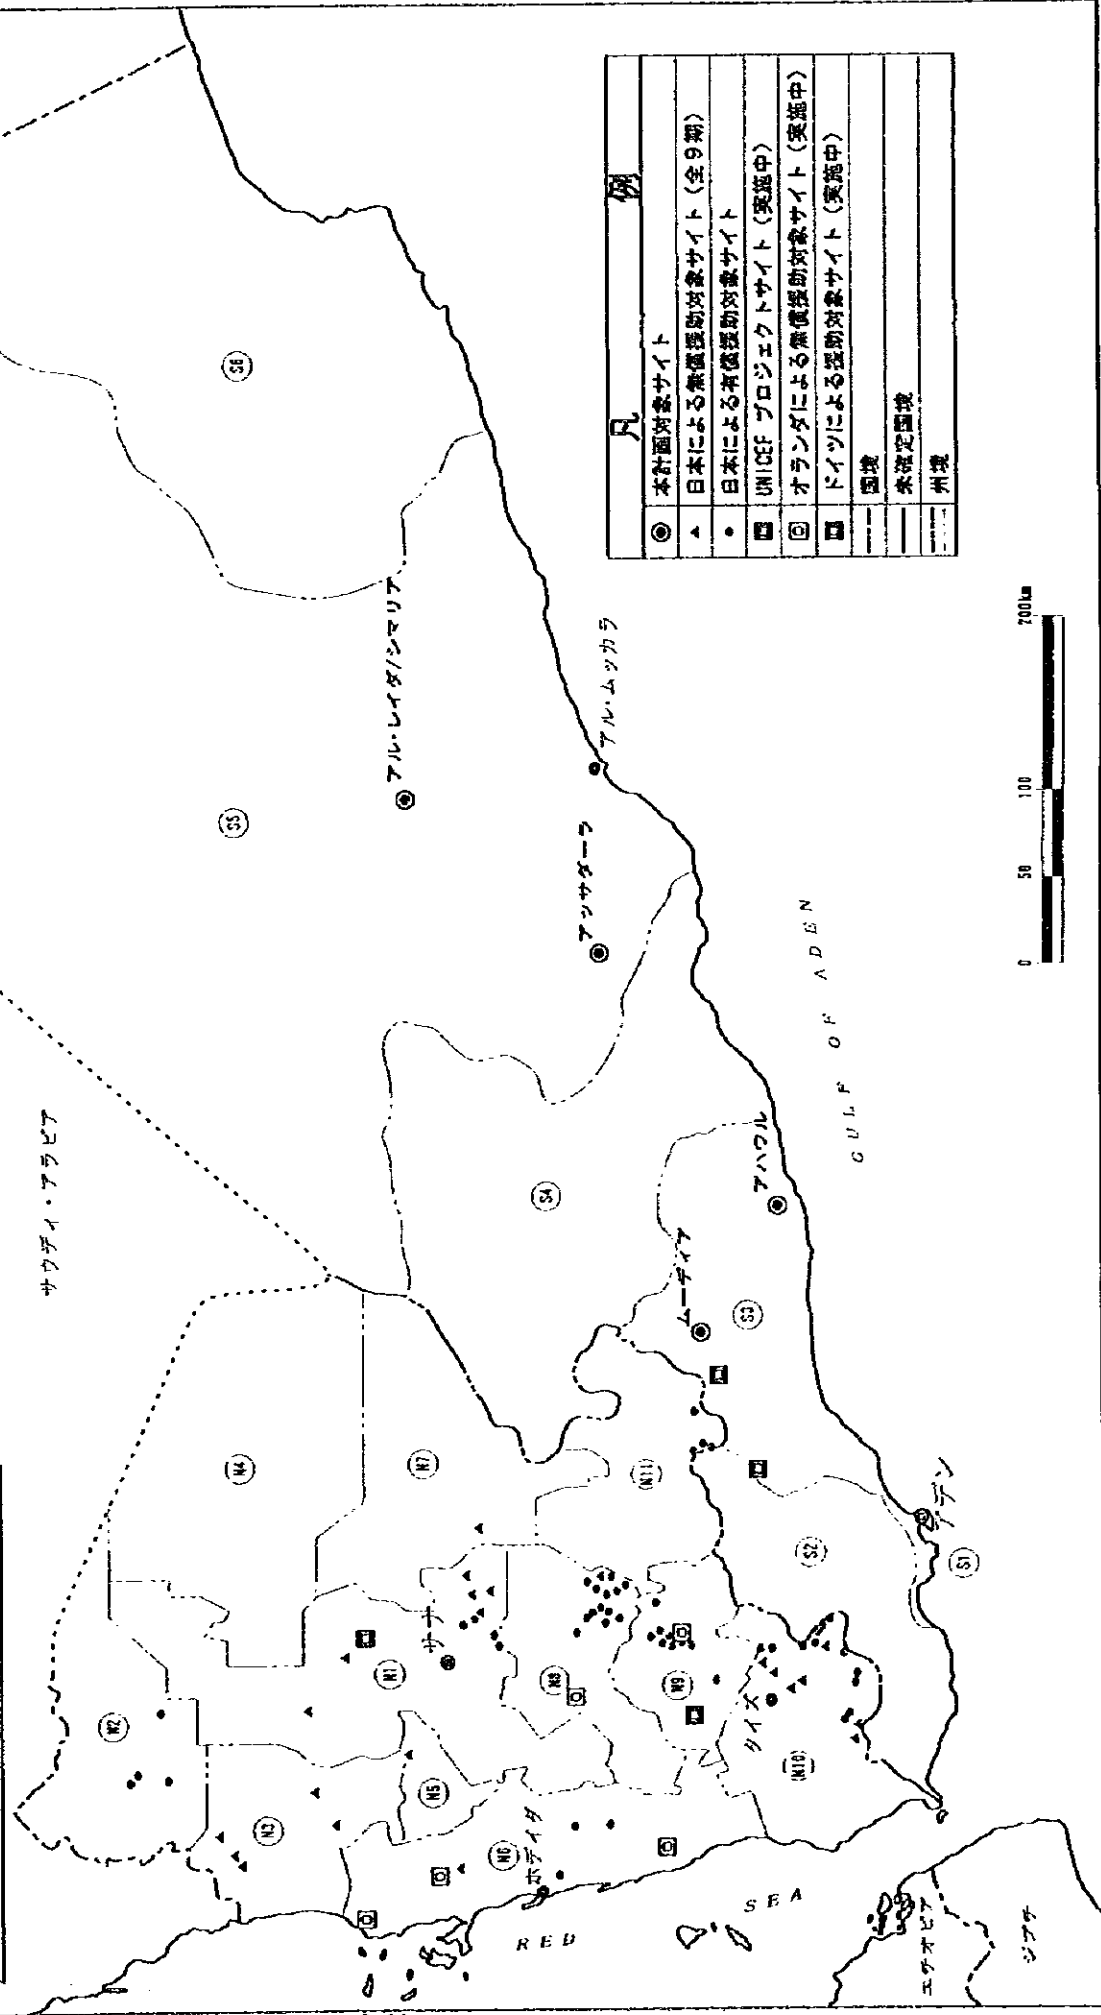 サウディ・アラビア
S6
S5
アル・レイダ/シマリア
アル・ムッカラ
アッサダーラ
S4
アハウル
ムーディア
S3
N4
N7
N11
S2
アデン
S1
N2
N1
サナ
N8
N9
タイズ
N10
N3
N5
N6
ホディダ
GULF OF ADEN
RED SEA
エチオピア
ジブチ
0 50 100 200km
凡 例
本計画対象サイト
日本による無償援助対象サイト（全9期）
日本による有償援助対象サイト
UNICEF プロジェクトサイト（実施中）
オランダによる無償援助対象サイト（実施中）
ドイツによる援助対象サイト（実施中）
国境
未確定国境
州境